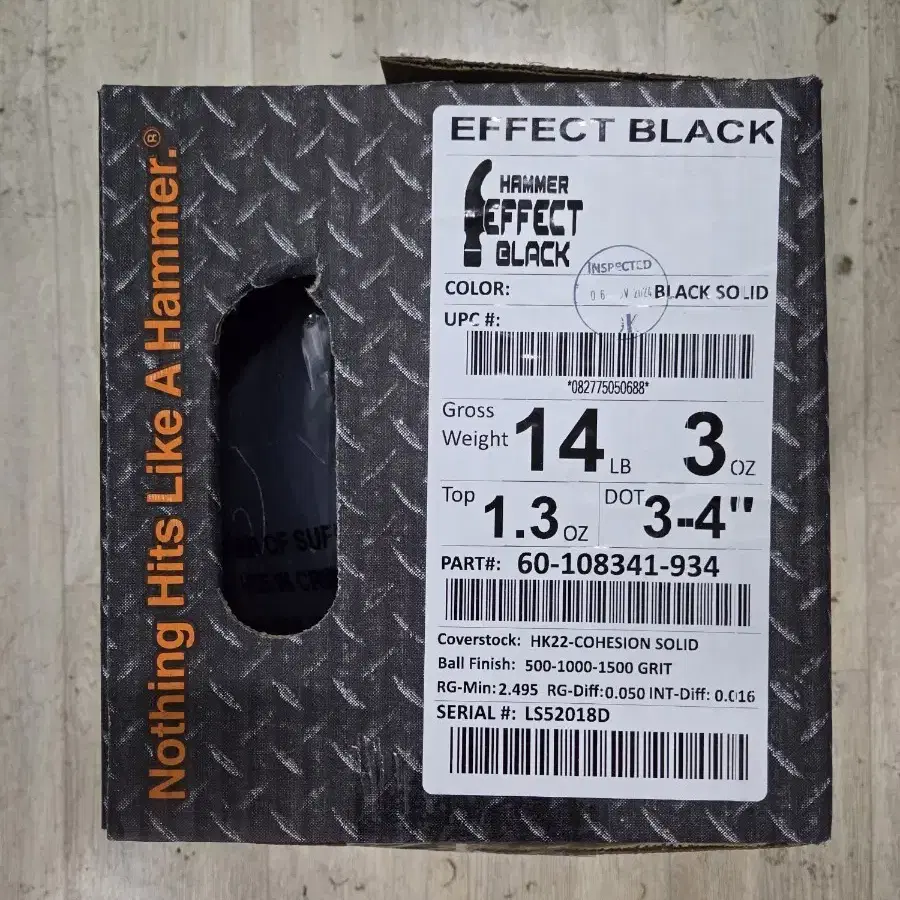 Nothing Hits Like A Hammer.®
OF SUF
EFFECT BLACK
HAMMER
EFFECT
BLACK
INSPECTED
COLOR: BLACK SOLID
UPC #:
*082775050688*
Gross
Weight 14 LB 3 OZ
Top 1.3 OZ DOT 3-4"
PART#: 60-108341-934
Coverstock: HK22-COHESION SOLID
Ball Finish: 500-1000-1500 GRIT
RG-Min: 2.495 RG-Diff: 0.050 INT-Diff: 0.016
SERIAL #: LS52018D